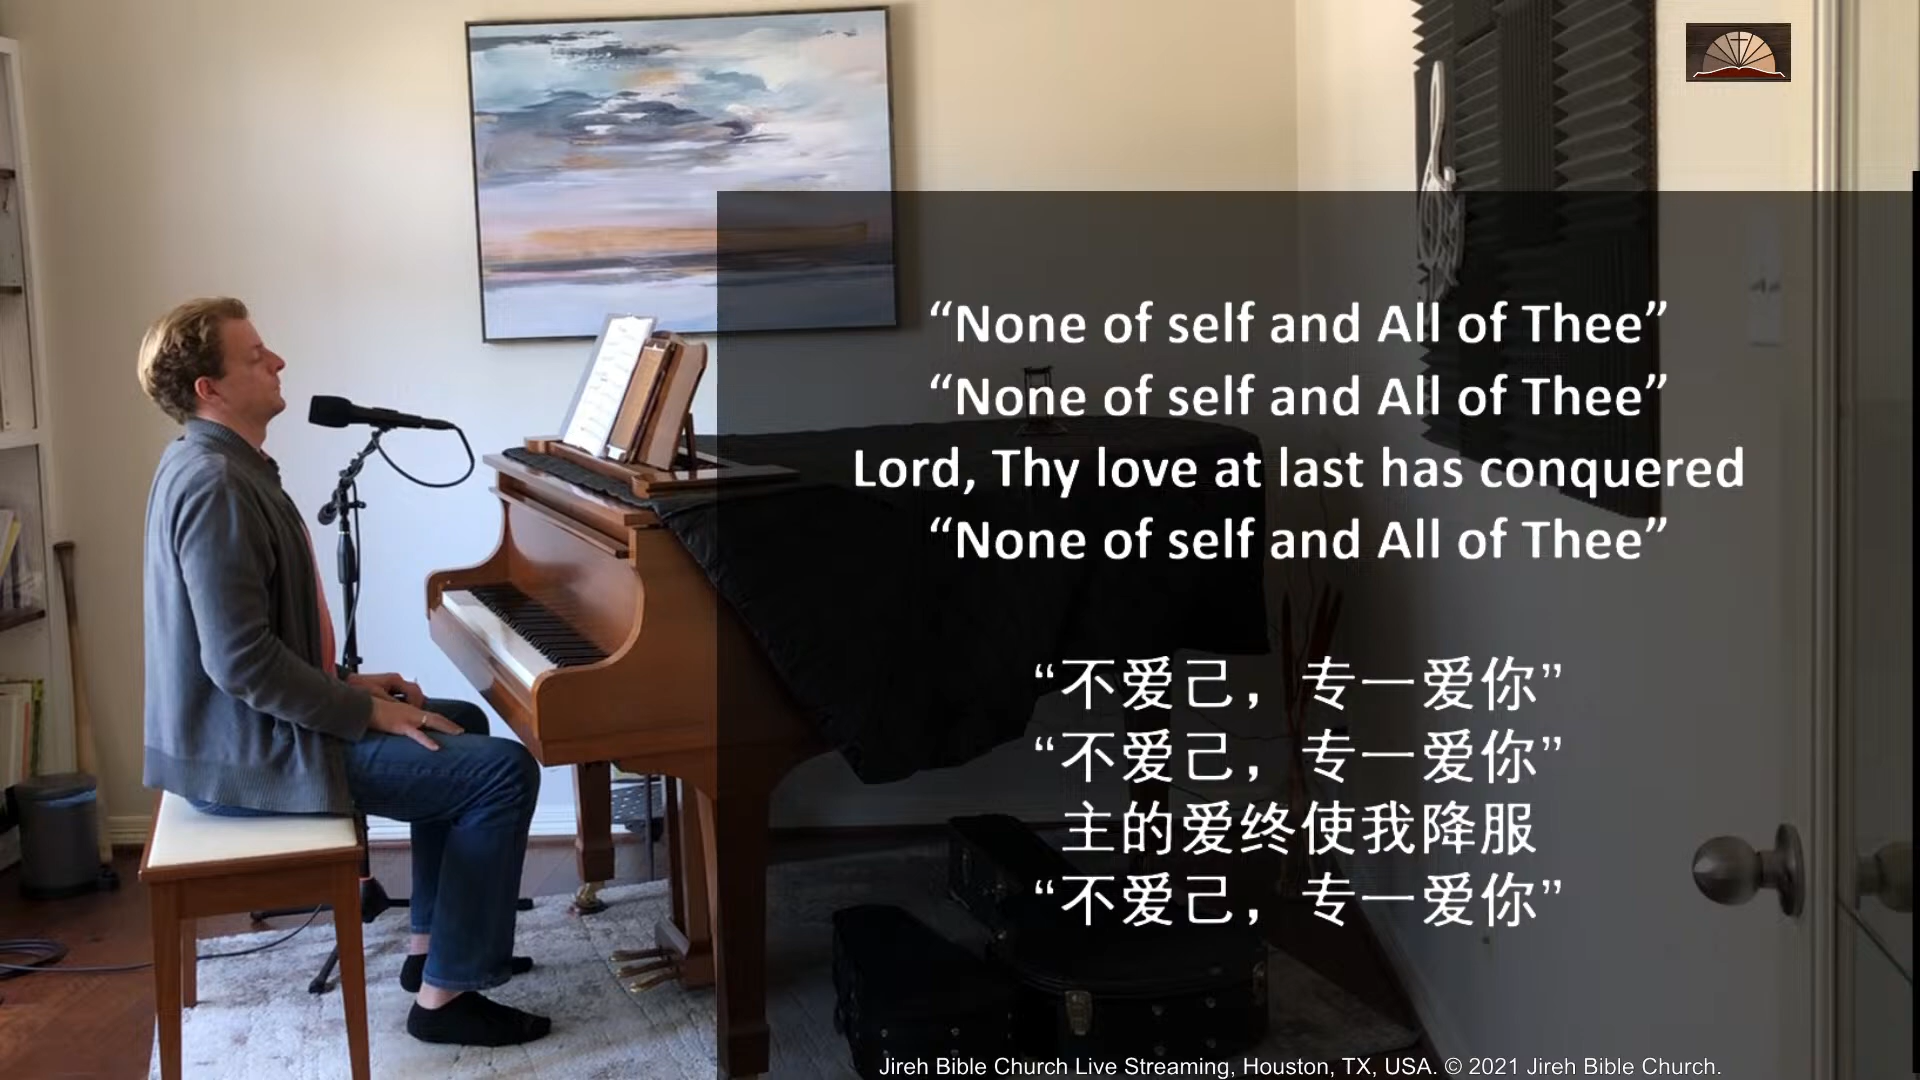 “None of self and All of Thee”
“None of self and All of Thee”
Lord, Thy love at last has conquered
“None of self and All of Thee”
“不爱己，专一爱你”
“不爱己，专一爱你”
主的爱终使我降服
“不爱己，专一爱你”
Jireh Bible Church Live Streaming, Houston, TX, USA. © 2021 Jireh Bible Church.